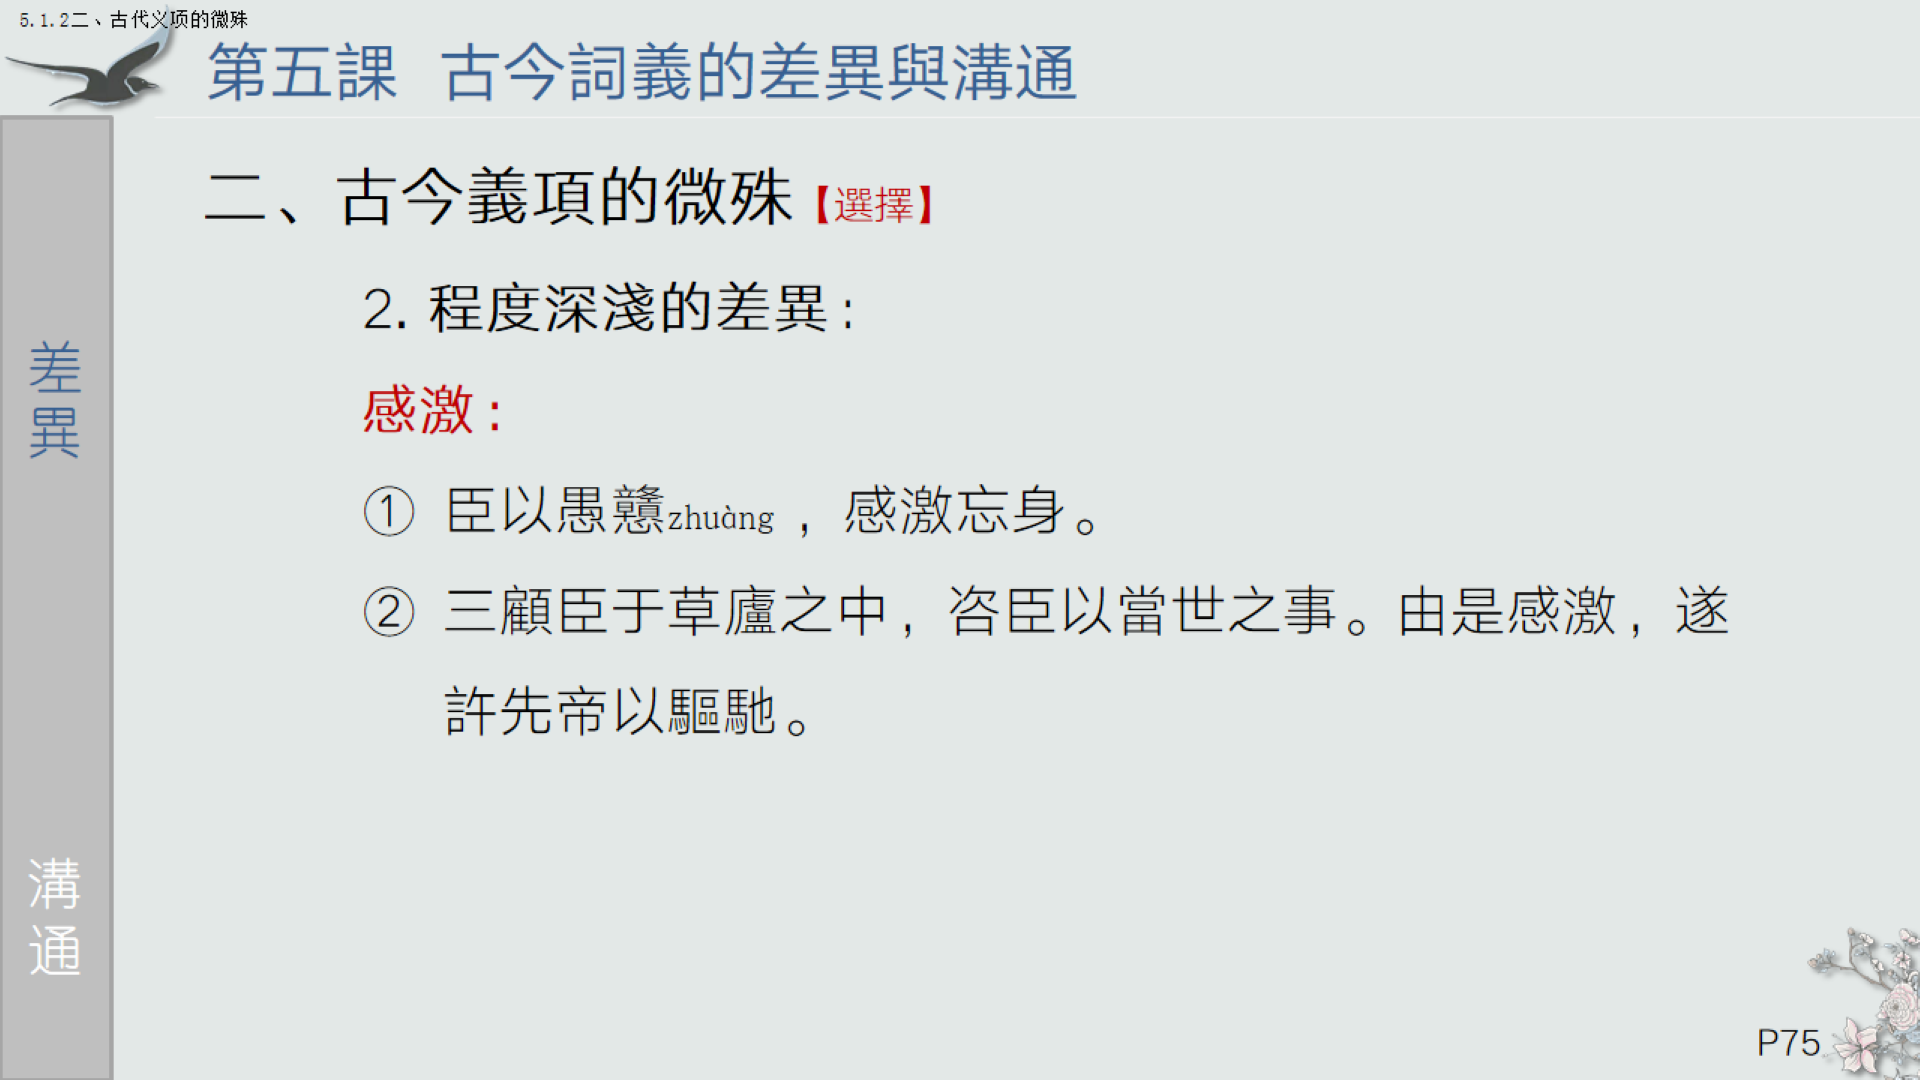 5.1.2二、古代义项的微殊
第五課 古今詞義的差異與溝通
二、古今義項的微殊【選擇】
2. 程度深淺的差異：
感激：
① 臣以愚戇zhuàng，感激忘身。
② 三顧臣于草廬之中，咨臣以當世之事。由是感激，遂
許先帝以驅馳。
差異
溝通
P75